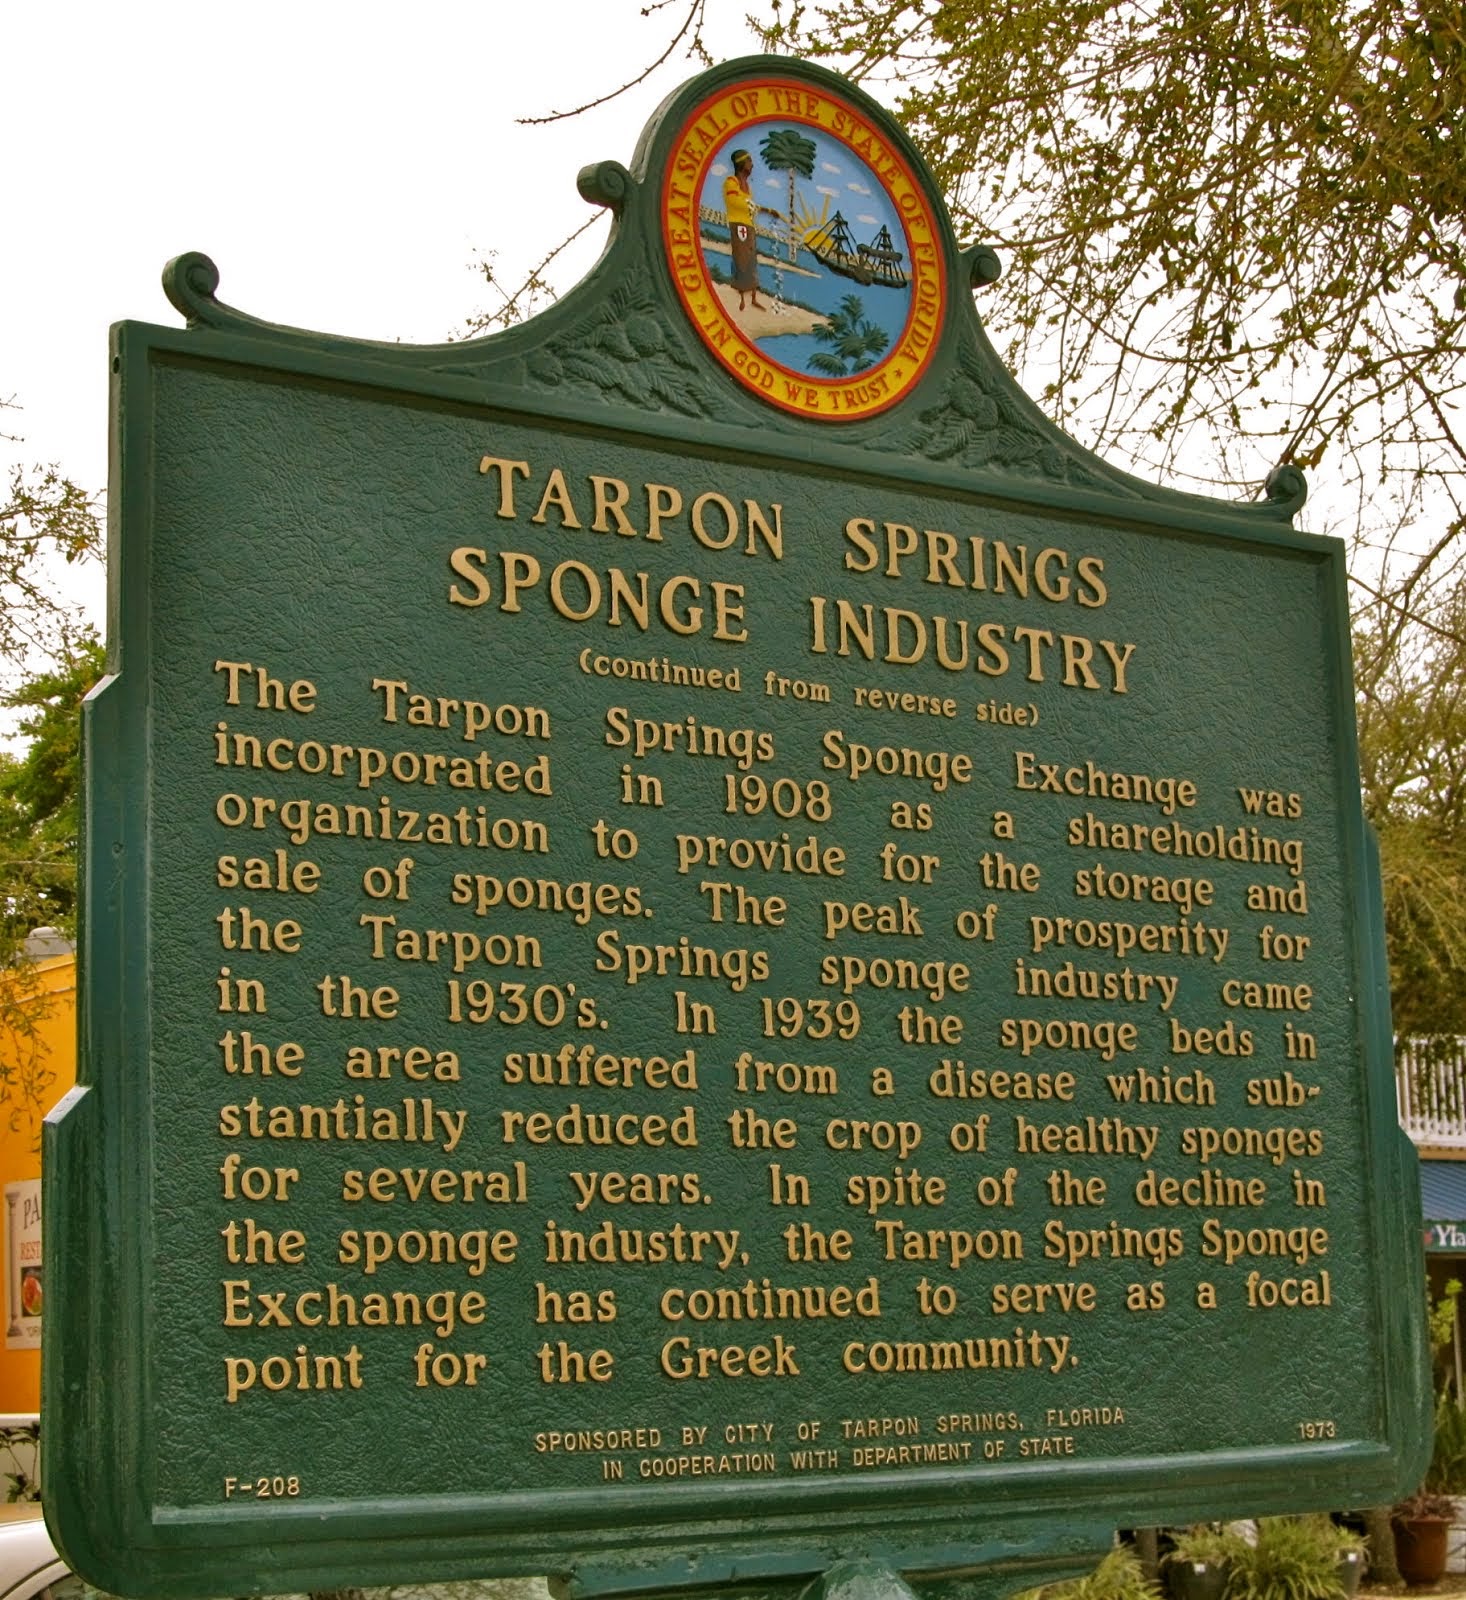 GREAT SEAL OF THE STATE OF FLORIDA
* IN GOD WE TRUST *
TARPON SPRINGS
SPONGE INDUSTRY
(continued from reverse side)
The Tarpon Springs Sponge Exchange was
incorporated in 1908 as a shareholding
organization to provide for the storage and
sale of sponges. The peak of prosperity for
the Tarpon Springs sponge industry came
in the 1930's. In 1939 the sponge beds in
the area suffered from a disease which sub-
stantially reduced the crop of healthy sponges
for several years. In spite of the decline in
the sponge industry, the Tarpon Springs Sponge
Exchange has continued to serve as a focal
point for the Greek community.
SPONSORED BY CITY OF TARPON SPRINGS, FLORIDA
IN COOPERATION WITH DEPARTMENT OF STATE
F-208
1973
PA
REST
Yla